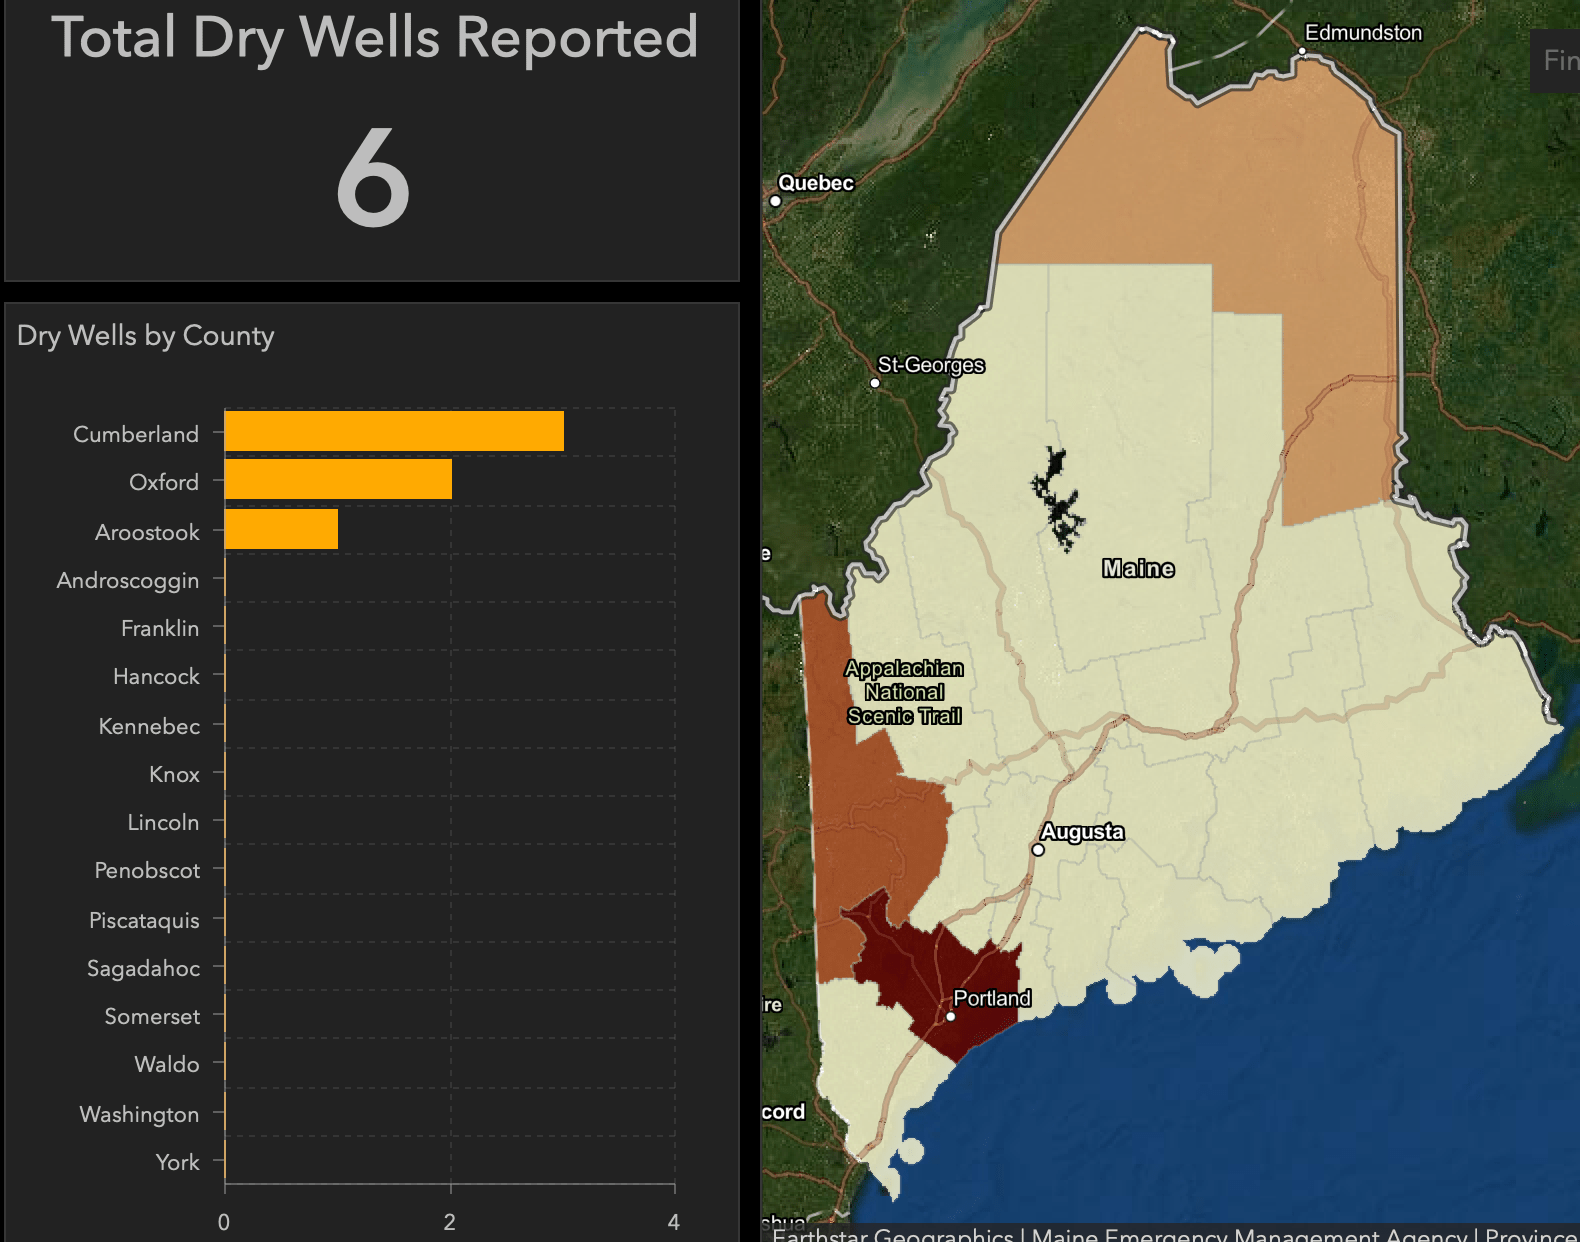 Total Dry Wells Reported
6
Dry Wells by County
Cumberland
Oxford
Aroostook
Androscoggin
Franklin
Hancock
Kennebec
Knox
Lincoln
Penobscot
Piscataquis
Sagadahoc
Somerset
Waldo
Washington
York
0 2 4
Edmundston
Fin
Quebec
St-Georges
e
Maine
Appalachian
National
Scenic Trail
Augusta
Portland
ire
cord
shua
Earthstar Geographics | Maine Emergency Management Agency | Province